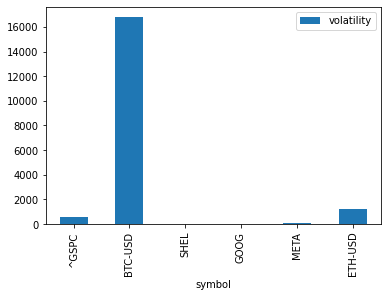 volatility
16000
14000
12000
10000
8000
6000
4000
2000
0
^GSPC
BTC-USD
SHEL
GOOG
META
ETH-USD
symbol